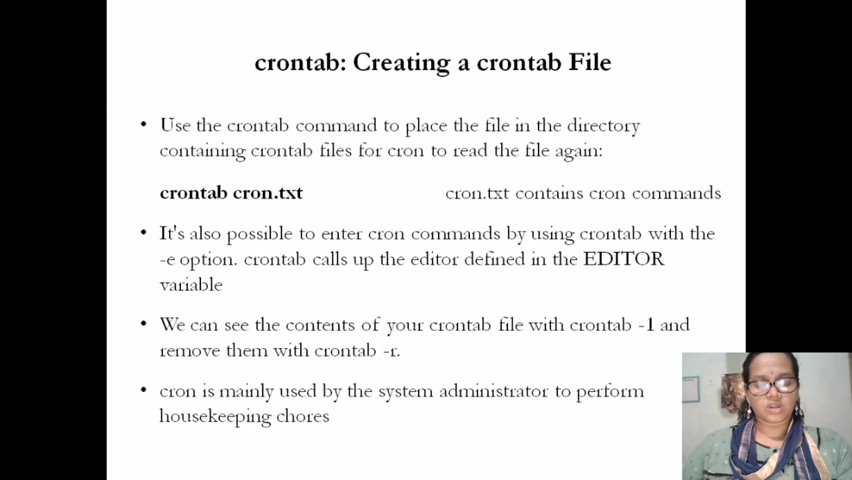 crontab: Creating a crontab File
• Use the crontab command to place the file in the directory
containing crontab files for cron to read the file again:
crontab cron.txt cron.txt contains cron commands
• It's also possible to enter cron commands by using crontab with the
-e option. crontab calls up the editor defined in the EDITOR
variable
• We can see the contents of your crontab file with crontab -l and
remove them with crontab -r.
• cron is mainly used by the system administrator to perform
housekeeping chores